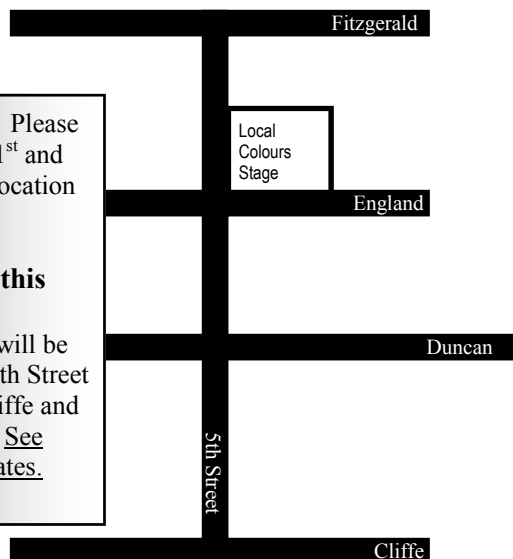 Fitzgerald
Please
and
Local
Colours
Stage
ocation
England
this
will be
Duncan
th Street
iffe and
See
ates.
5th Street
Cliffe